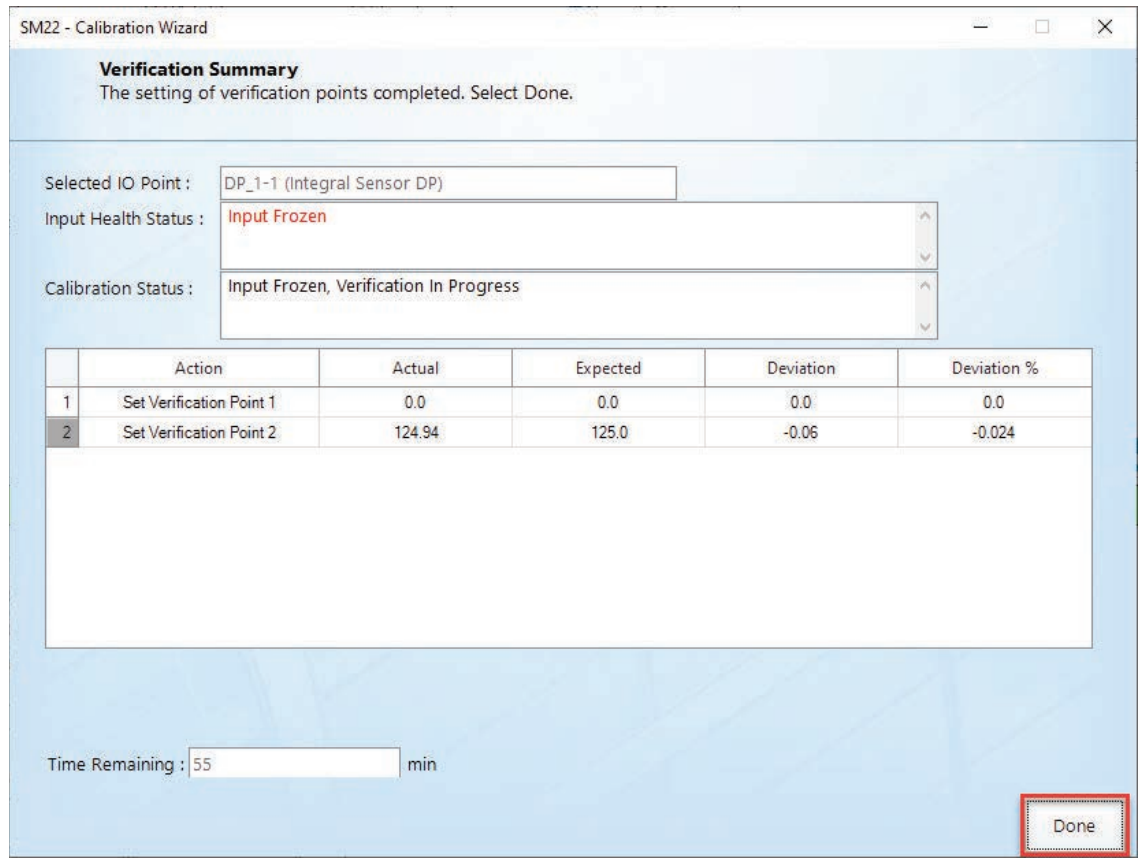 SM22 - Calibration Wizard
Verification Summary
The setting of verification points completed. Select Done.
Selected IO Point : DP_1-1 (Integral Sensor DP)
Input Health Status : Input Frozen
Calibration Status : Input Frozen, Verification In Progress
Action Actual Expected Deviation Deviation %
1 Set Verification Point 1 0.0 0.0 0.0 0.0
2 Set Verification Point 2 124.94 125.0 -0.06 -0.024
Time Remaining : 55 min
Done